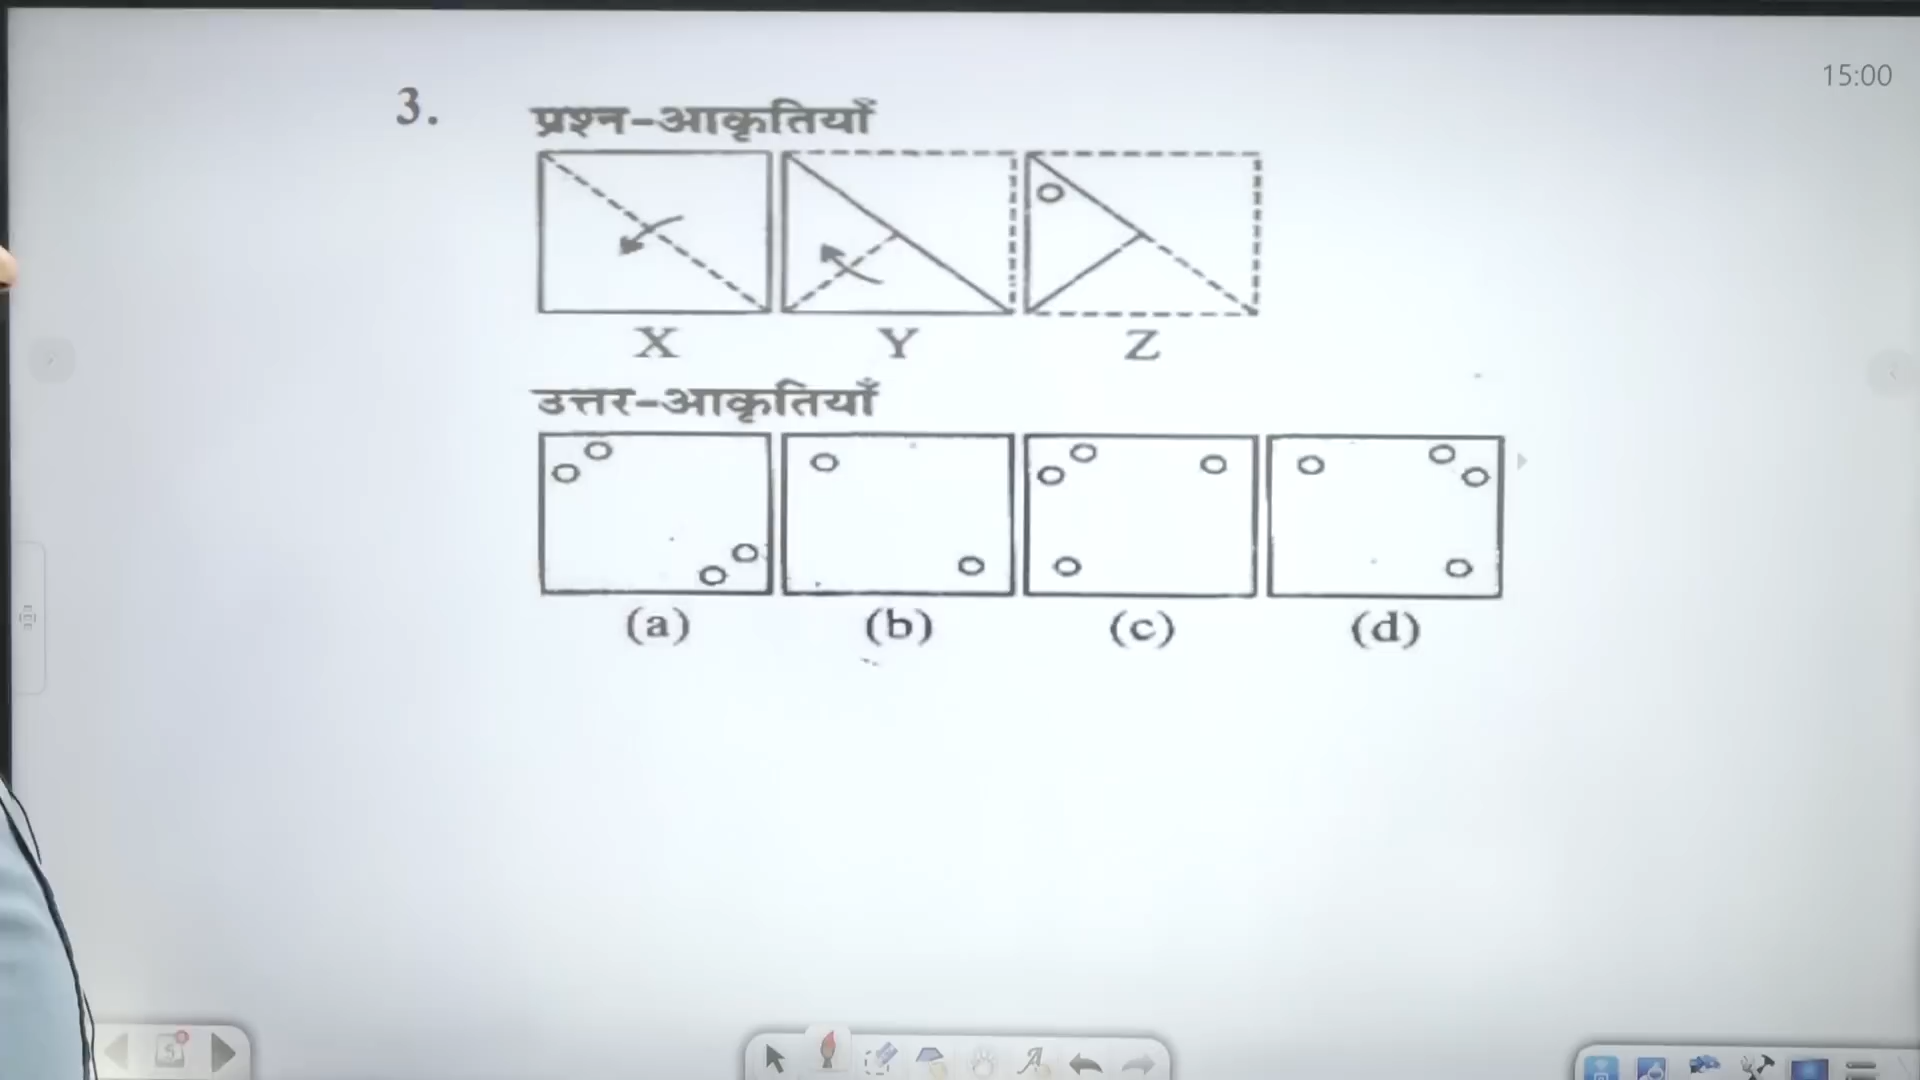 15:00
3. प्रश्न-आकृतियाँ
X Y Z
उत्तर-आकृतियाँ
(a) (b) (c) (d)